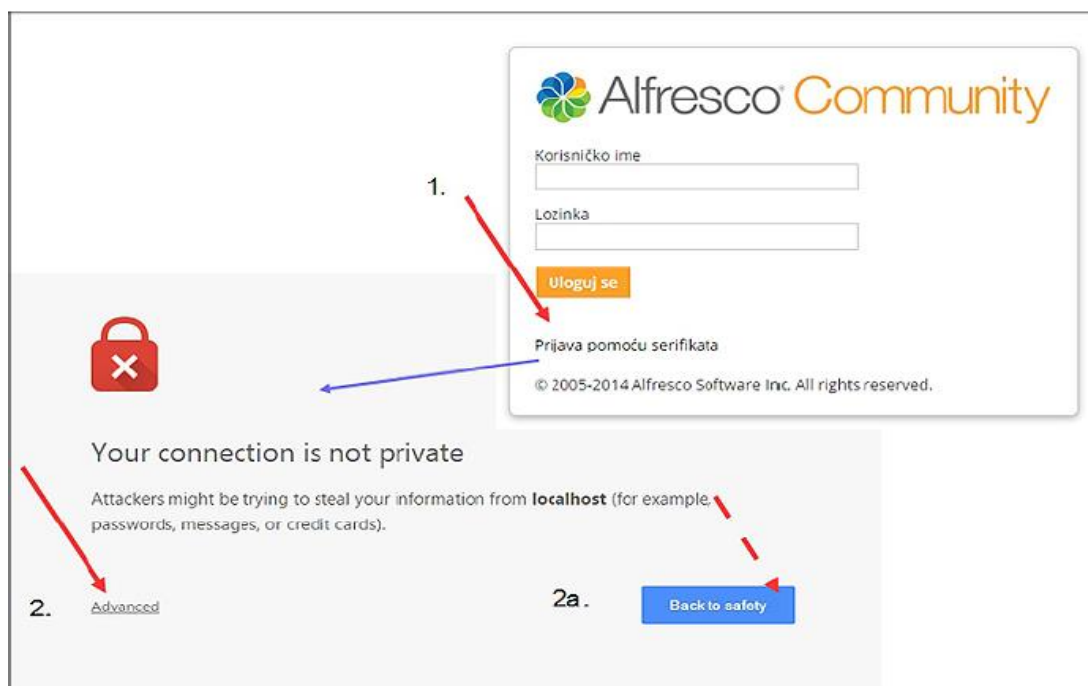 Alfresco Community
Korisničko ime
1.
Lozinka
Uloguj se
Prijava pomoću serifikata
© 2005-2014 Alfresco Software Inc. All rights reserved.
Your connection is not private
Attackers might be trying to steal your information from localhost (for example,
passwords, messages, or credit cards).
2.
Advanced
2a.
Back to safety